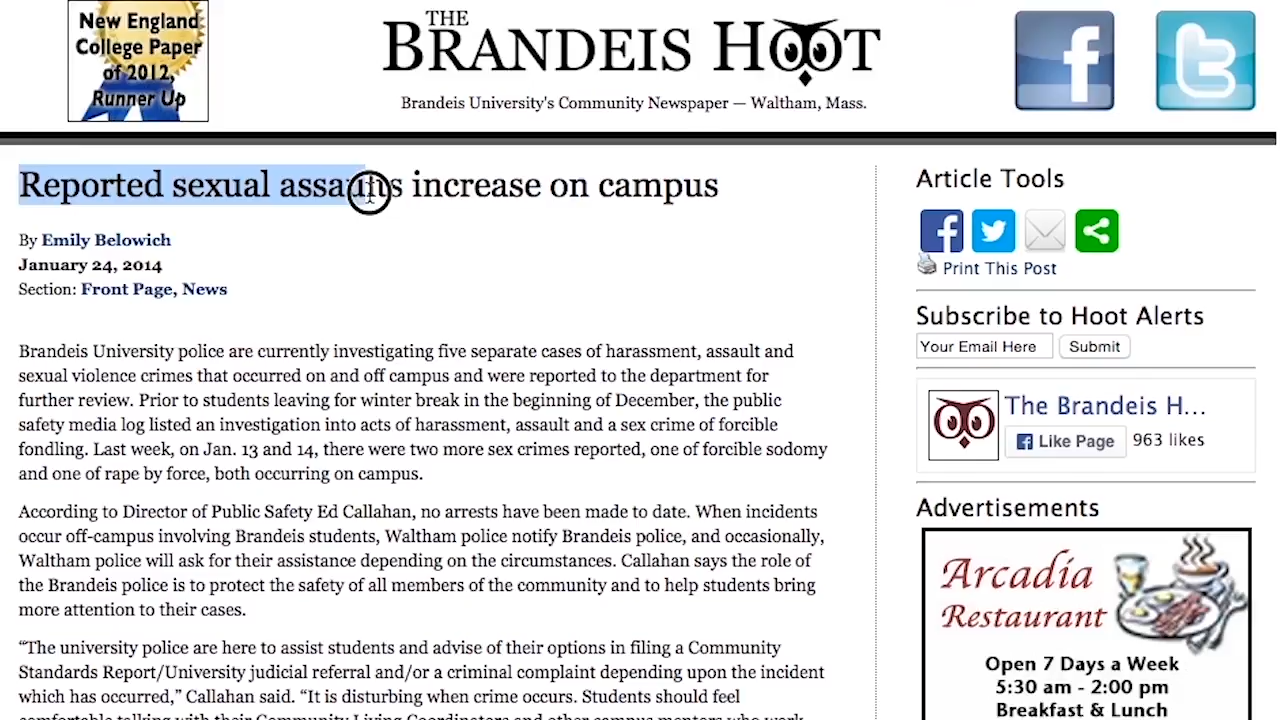 New England
College Paper
of 2012,
Runner Up
THE
BRANDEIS HOOT
Brandeis University's Community Newspaper — Waltham, Mass.
Reported sexual assaults increase on campus
By Emily Belowich
January 24, 2014
Section: Front Page, News
Brandeis University police are currently investigating five separate cases of harassment, assault and
sexual violence crimes that occurred on and off campus and were reported to the department for
further review. Prior to students leaving for winter break in the beginning of December, the public
safety media log listed an investigation into acts of harassment, assault and a sex crime of forcible
fondling. Last week, on Jan. 13 and 14, there were two more sex crimes reported, one of forcible sodomy
and one of rape by force, both occurring on campus.
According to Director of Public Safety Ed Callahan, no arrests have been made to date. When incidents
occur off-campus involving Brandeis students, Waltham police notify Brandeis police, and occasionally,
Waltham police will ask for their assistance depending on the circumstances. Callahan says the role of
the Brandeis police is to protect the safety of all members of the community and to help students bring
more attention to their cases.
“The university police are here to assist students and advise of their options in filing a Community
Standards Report/University judicial referral and/or a criminal complaint depending upon the incident
which has occurred,” Callahan said. “It is disturbing when crime occurs. Students should feel
comfortable talking with their Community Living Coordinators and other campus mentors who work
Article Tools
Print This Post
Subscribe to Hoot Alerts
Your Email Here Submit
The Brandeis H...
Like Page 963 likes
Advertisements
Arcadia
Restaurant
Open 7 Days a Week
5:30 am - 2:00 pm
Breakfast & Lunch